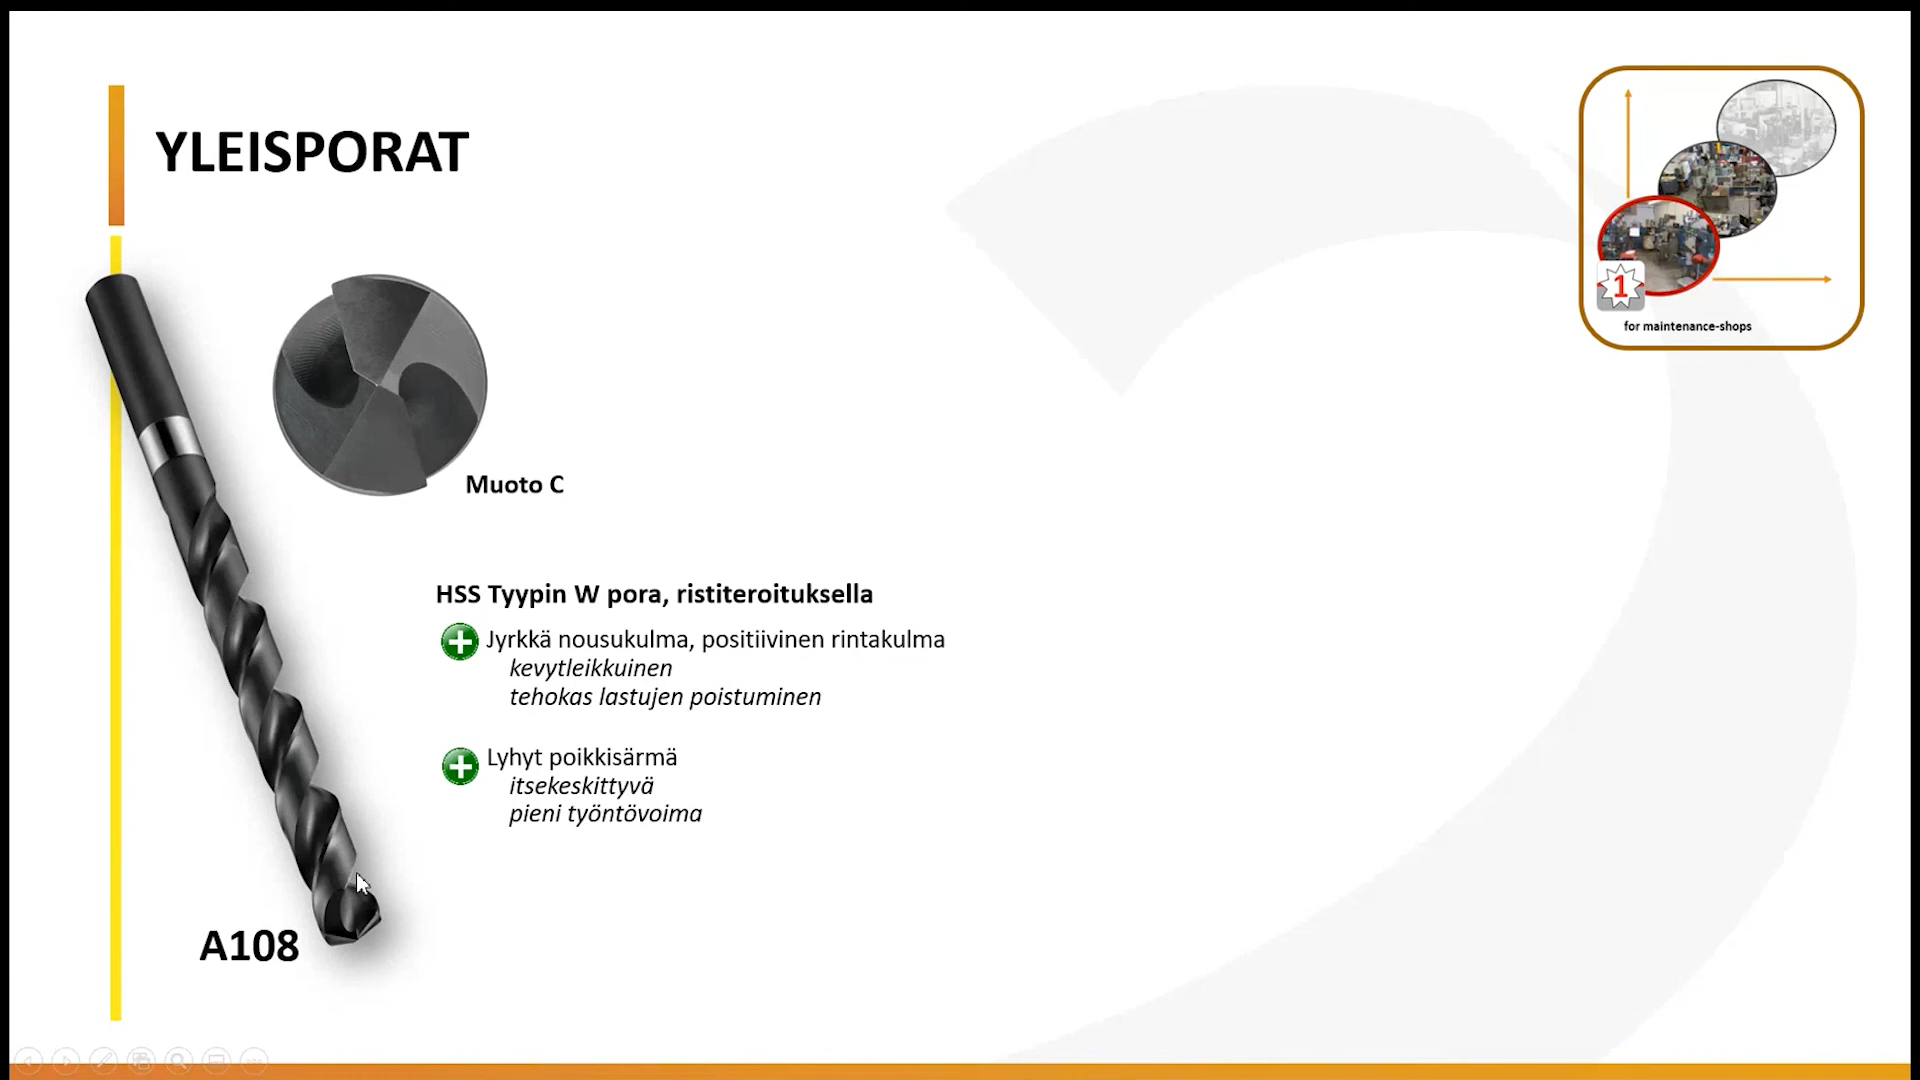 YLEISPORAT
1
for maintenance-shops
Muoto C
HSS Tyypin W pora, ristiteroituksella
Jyrkkä nousukulma, positiivinen rintakulma
kevytleikkuinen
tehokas lastujen poistuminen
Lyhyt poikkisärmä
itsekeskittyvä
pieni työntövoima
A108